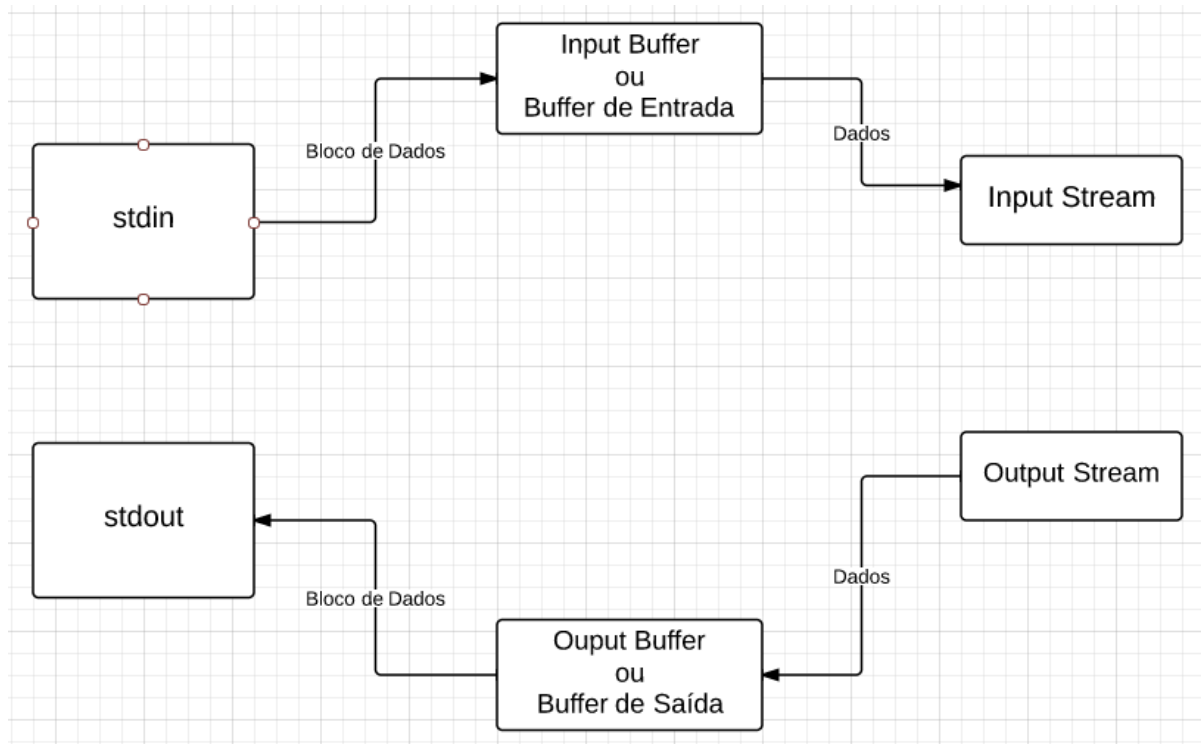 Input Buffer
ou
Buffer de Entrada
Bloco de Dados
Dados
stdin
Input Stream
stdout
Output Stream
Bloco de Dados
Dados
Ouput Buffer
ou
Buffer de Saída